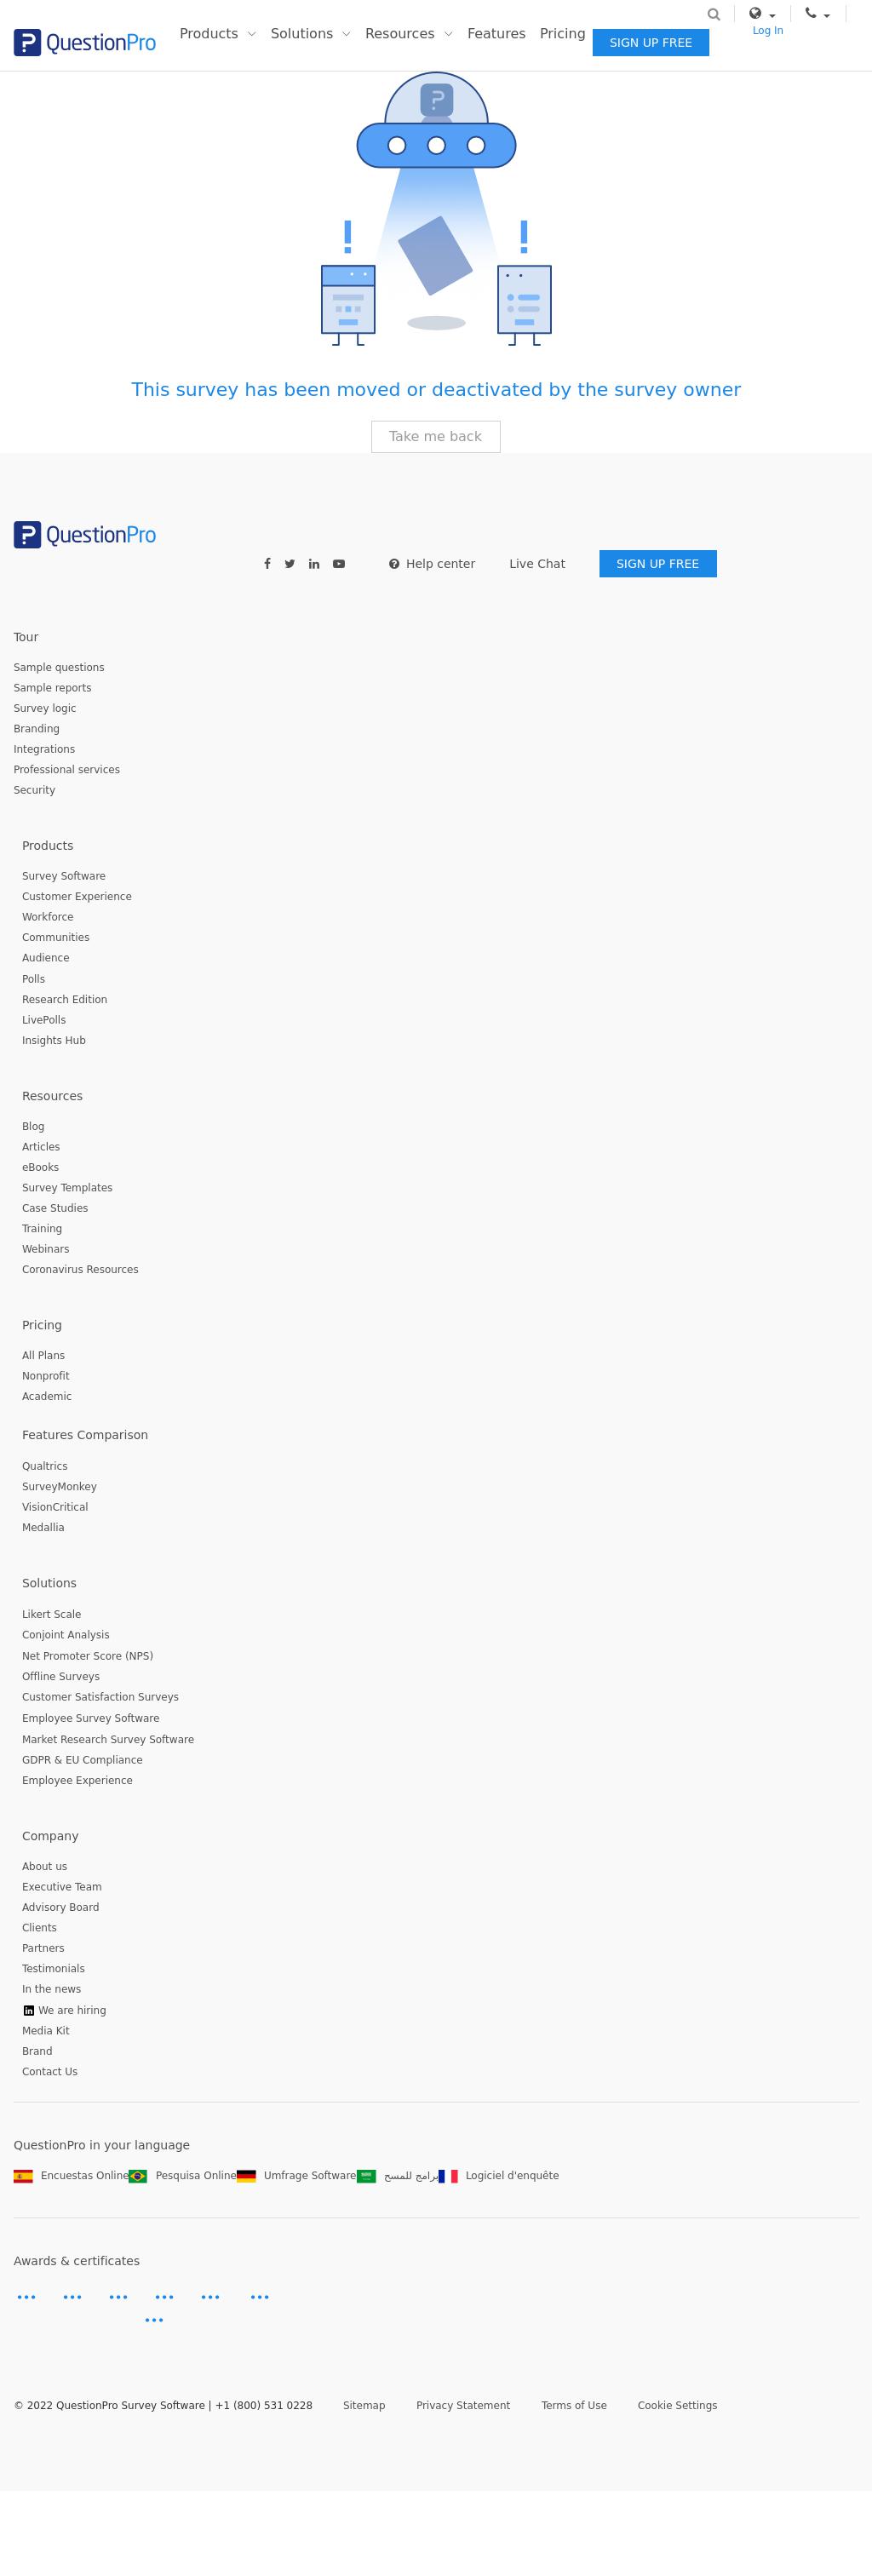 QuestionPro
Products
Solutions
Resources
Features
Pricing
SIGN UP FREE
Log In
This survey has been moved or deactivated by the survey owner
Take me back
QuestionPro
Help center
Live Chat
SIGN UP FREE
Tour
Sample questions
Sample reports
Survey logic
Branding
Integrations
Professional services
Security
Products
Survey Software
Customer Experience
Workforce
Communities
Audience
Polls
Research Edition
LivePolls
Insights Hub
Resources
Blog
Articles
eBooks
Survey Templates
Case Studies
Training
Webinars
Coronavirus Resources
Pricing
All Plans
Nonprofit
Academic
Features Comparison
Qualtrics
SurveyMonkey
VisionCritical
Medallia
Solutions
Likert Scale
Conjoint Analysis
Net Promoter Score (NPS)
Offline Surveys
Customer Satisfaction Surveys
Employee Survey Software
Market Research Survey Software
GDPR & EU Compliance
Employee Experience
Company
About us
Executive Team
Advisory Board
Clients
Partners
Testimonials
In the news
We are hiring
Media Kit
Brand
Contact Us
QuestionPro in your language
Encuestas Online
Pesquisa Online
Umfrage Software
برامج للمسح
Logiciel d'enquête
Awards & certificates
© 2022 QuestionPro Survey Software | +1 (800) 531 0228
Sitemap
Privacy Statement
Terms of Use
Cookie Settings